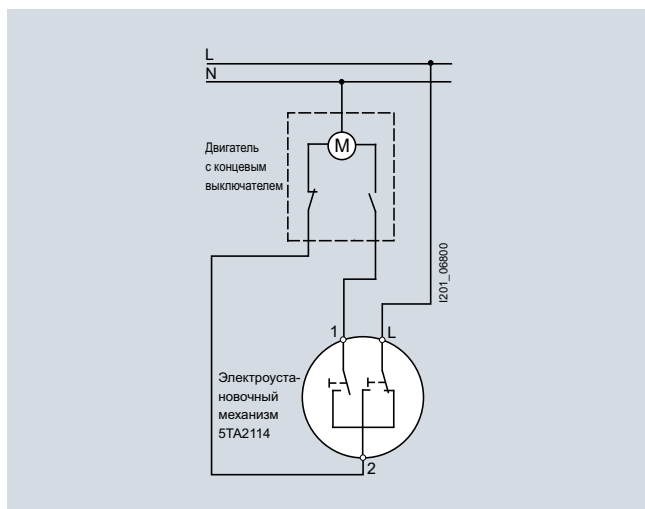 L
N
M
Двигатель
с концевым
выключателем
I201_06800
1
L
Электроуста-
новочный
механизм
5TA2114
2